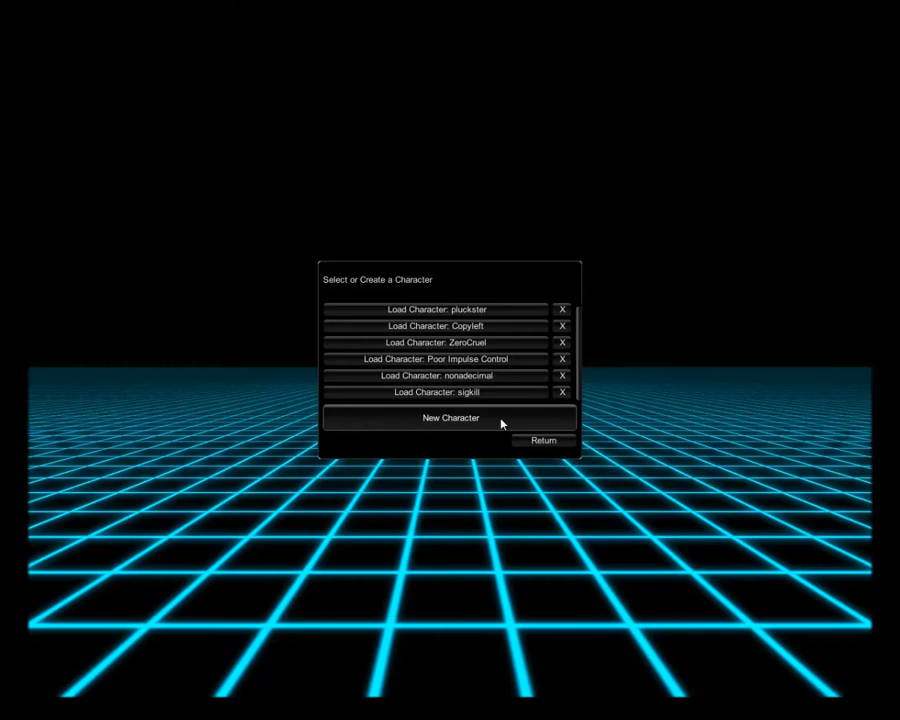 Select or Create a Character
Load Character: pluckster X
Load Character: Copyleft X
Load Character: ZeroCruel X
Load Character: Poor Impulse Control X
Load Character: nonadecimal X
Load Character: sigkill X
New Character
Return